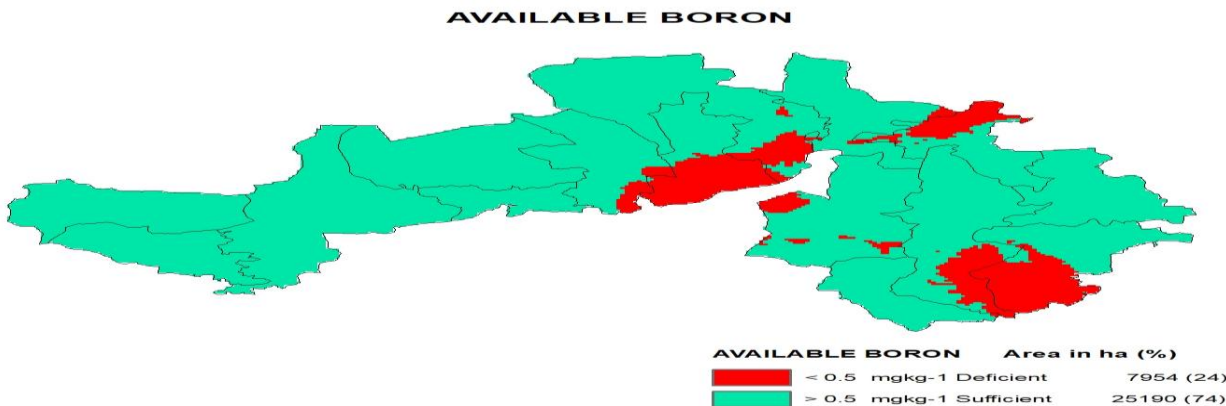 AVAILABLE BORON
AVAILABLE BORON Area in ha (%)
< 0.5 mgkg-1 Deficient 7954 (24)
> 0.5 mgkg-1 Sufficient 25190 (74)